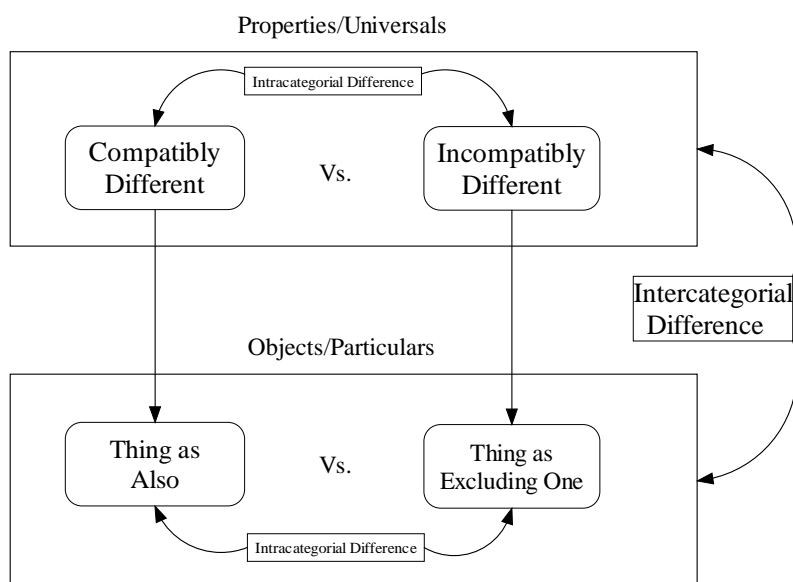 Properties/Universals
Intracategorial Difference
Compatibly
Different
Vs.
Incompatibly
Different
Intercategorial
Difference
Objects/Particulars
Thing as
Also
Vs.
Thing as
Excluding One
Intracategorial Difference